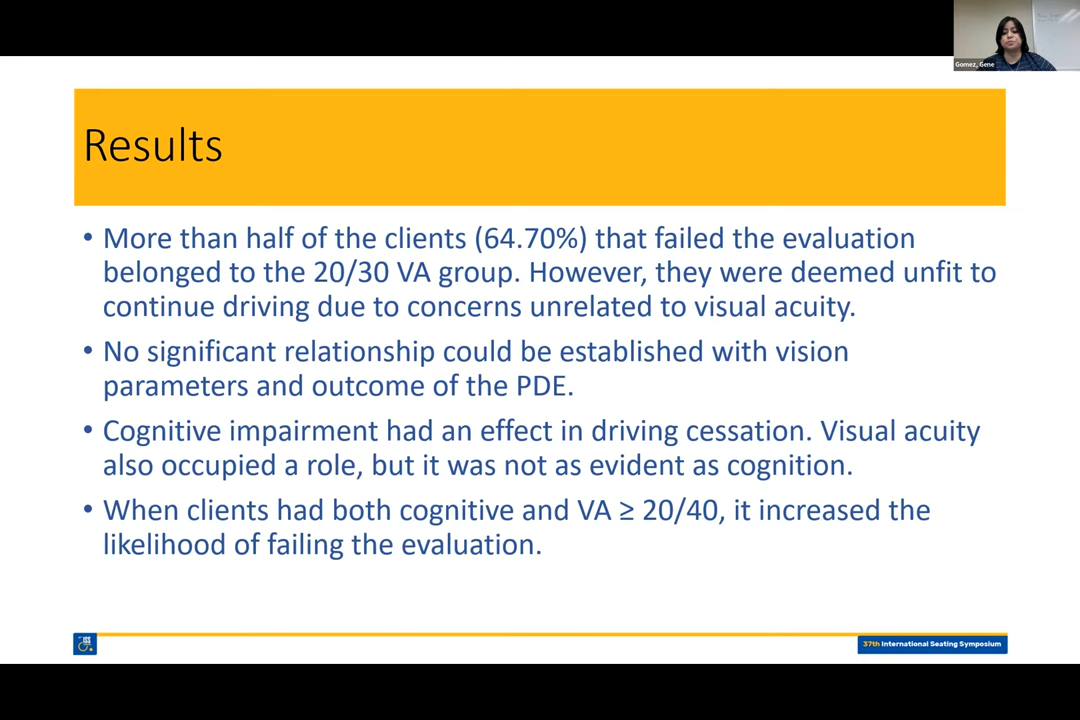 Gomez, Gene
Results
• More than half of the clients (64.70%) that failed the evaluation
belonged to the 20/30 VA group. However, they were deemed unfit to
continue driving due to concerns unrelated to visual acuity.
• No significant relationship could be established with vision
parameters and outcome of the PDE.
• Cognitive impairment had an effect in driving cessation. Visual acuity
also occupied a role, but it was not as evident as cognition.
• When clients had both cognitive and VA ≥ 20/40, it increased the
likelihood of failing the evaluation.
ISS
37th International Seating Symposium